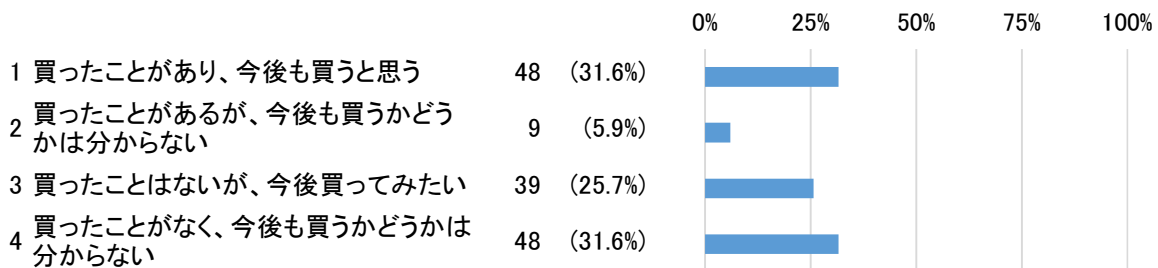 0% 25% 50% 75% 100%
1 買ったことがあり、今後も買うと思う 48 (31.6%)
2 買ったことがあるが、今後も買うかどう
かは分からない 9 (5.9%)
3 買ったことはないが、今後買ってみたい 39 (25.7%)
4 買ったことがなく、今後も買うかどうかは
分からない 48 (31.6%)